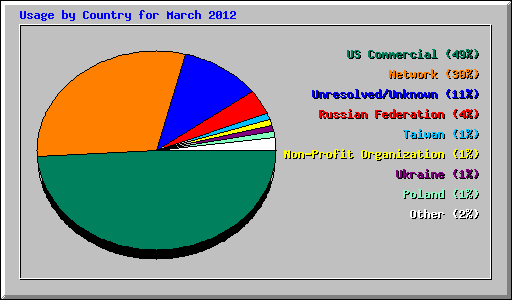 Usage by Country for March 2012
US Commercial (49%)
Network (30%)
Unresolved/Unknown (11%)
Russian Federation (4%)
Taiwan (1%)
Non-Profit Organization (1%)
Ukraine (1%)
Poland (1%)
Other (2%)